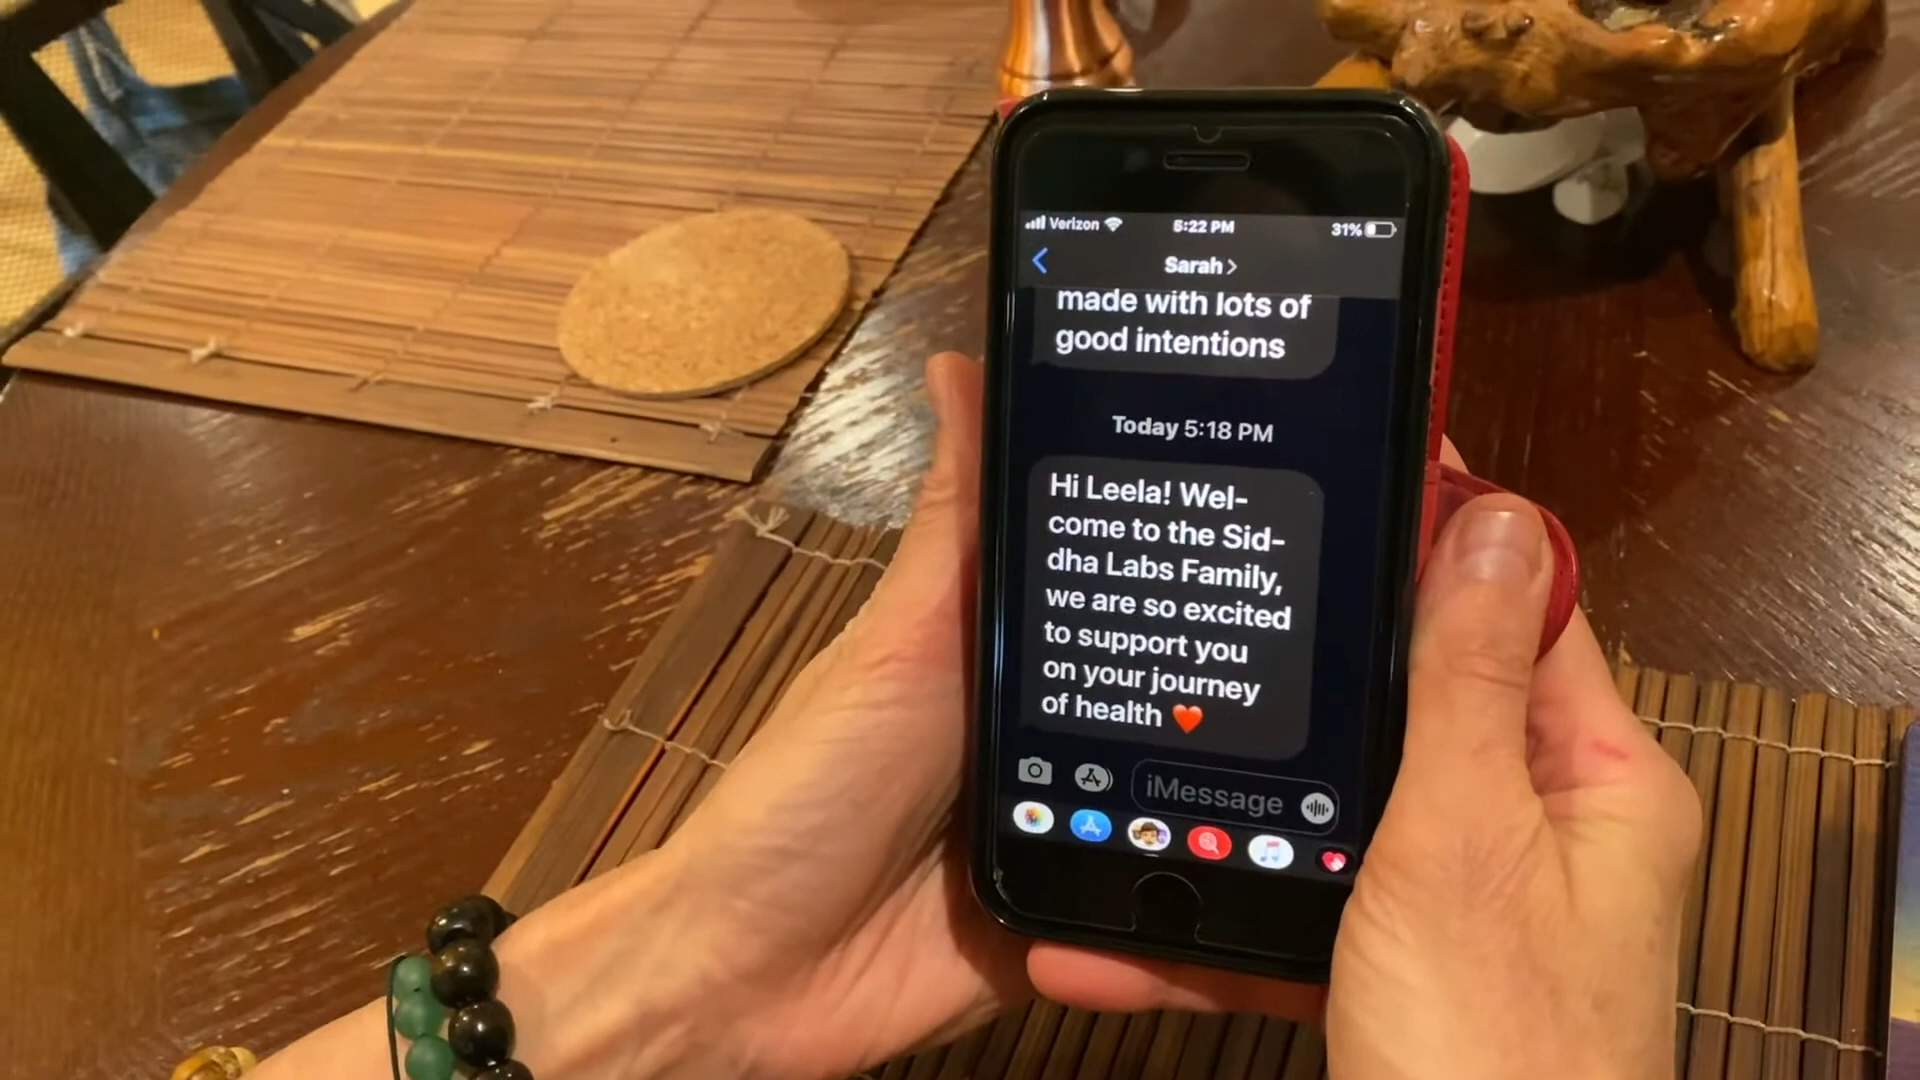 Verizon 5:22 PM 31%
Sarah >
made with lots of
good intentions
Today 5:18 PM
Hi Leela! Wel-
come to the Sid-
dha Labs Family,
we are so excited
to support you
on your journey
of health ❤️
iMessage